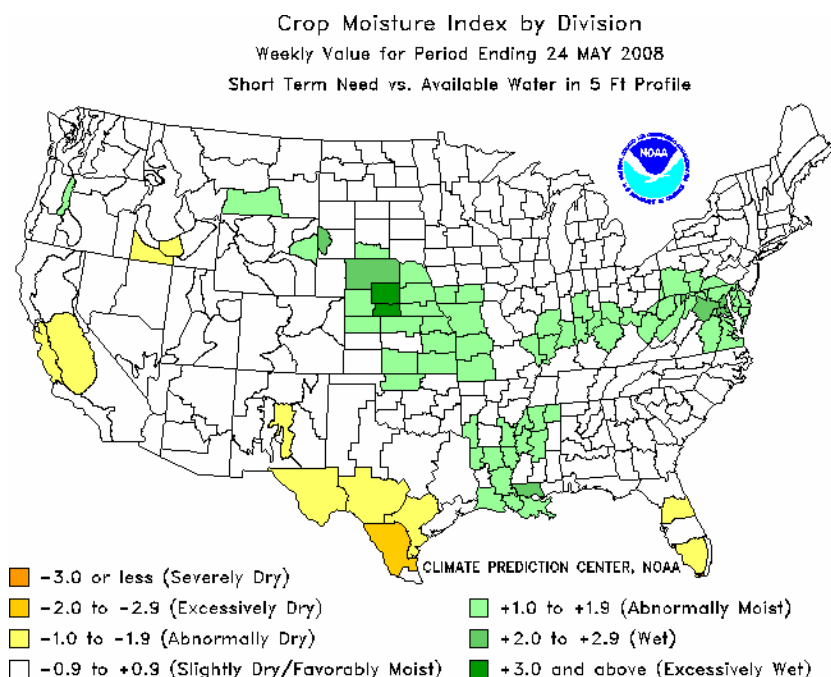 Crop Moisture Index by Division
Weekly Value for Period Ending 24 MAY 2008
Short Term Need vs. Available Water in 5 Ft Profile
NOAA
CLIMATE PREDICTION CENTER, NOAA
-3.0 or less (Severely Dry)
-2.0 to -2.9 (Excessively Dry)
-1.0 to -1.9 (Abnormally Dry)
-0.9 to +0.9 (Slightly Dry/Favorably Moist)
+1.0 to +1.9 (Abnormally Moist)
+2.0 to +2.9 (Wet)
+3.0 and above (Excessively Wet)